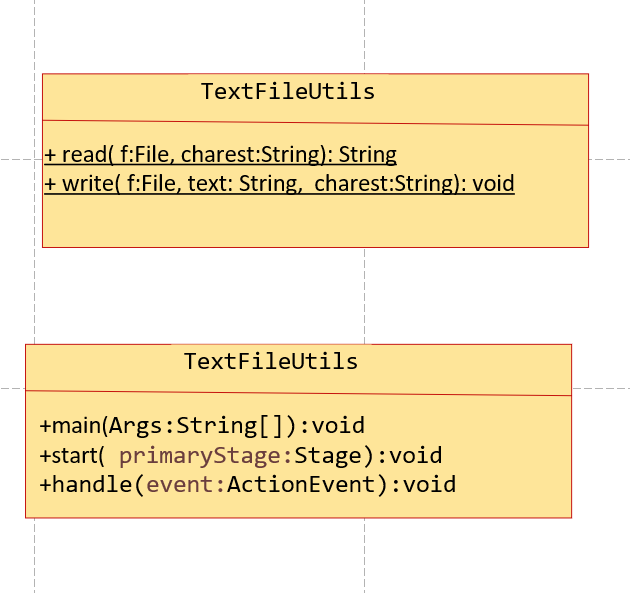 TextFileUtils
+ read( f:File, charest:String): String
+ write( f:File, text: String,  charest:String): void
TextFileUtils
+main(Args:String[]):void
+start( primaryStage:Stage):void
+handle(event:ActionEvent):void